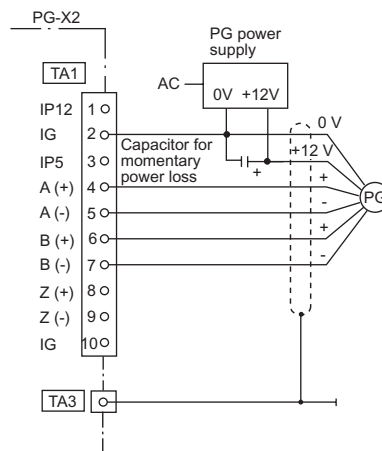 PG-X2
PG power
supply
TA1
AC
0V +12V
IP12 1
IG 2
0 V
Capacitor for
momentary
power loss
+12 V
+
IP5 3
A (+) 4
+
PG
A (-) 5
-
B (+) 6
+
B (-) 7
-
Z (+) 8
Z (-) 9
IG 10
TA3